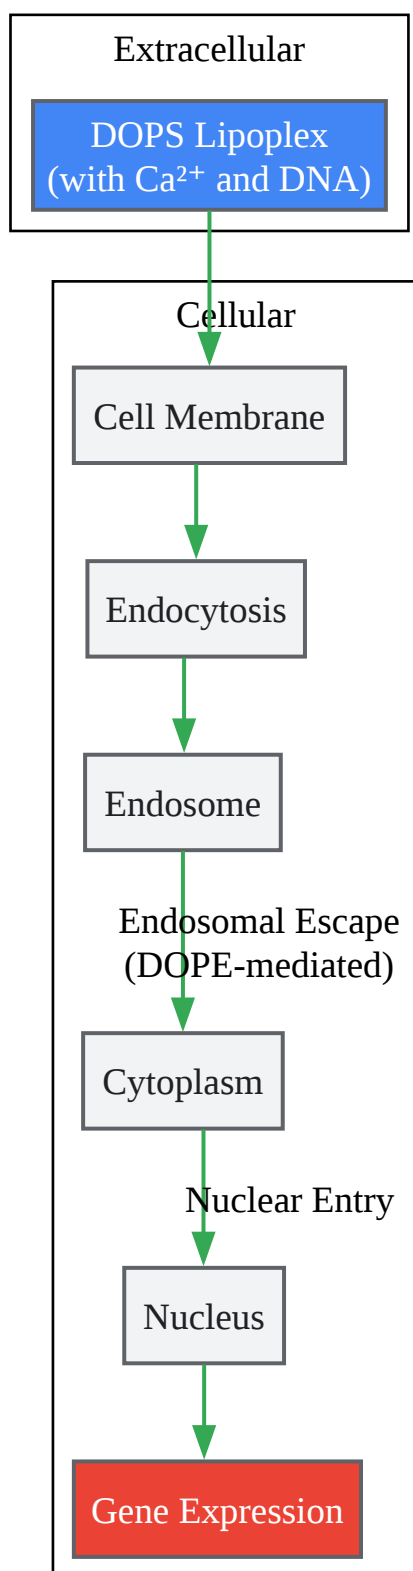 Extracellular
DOPS Lipoplex
(with Ca²⁺ and DNA)
Cellular
Cell Membrane
Endocytosis
Endosome
Endosomal Escape
(DOPE-mediated)
Cytoplasm
Nuclear Entry
Nucleus
Gene Expression